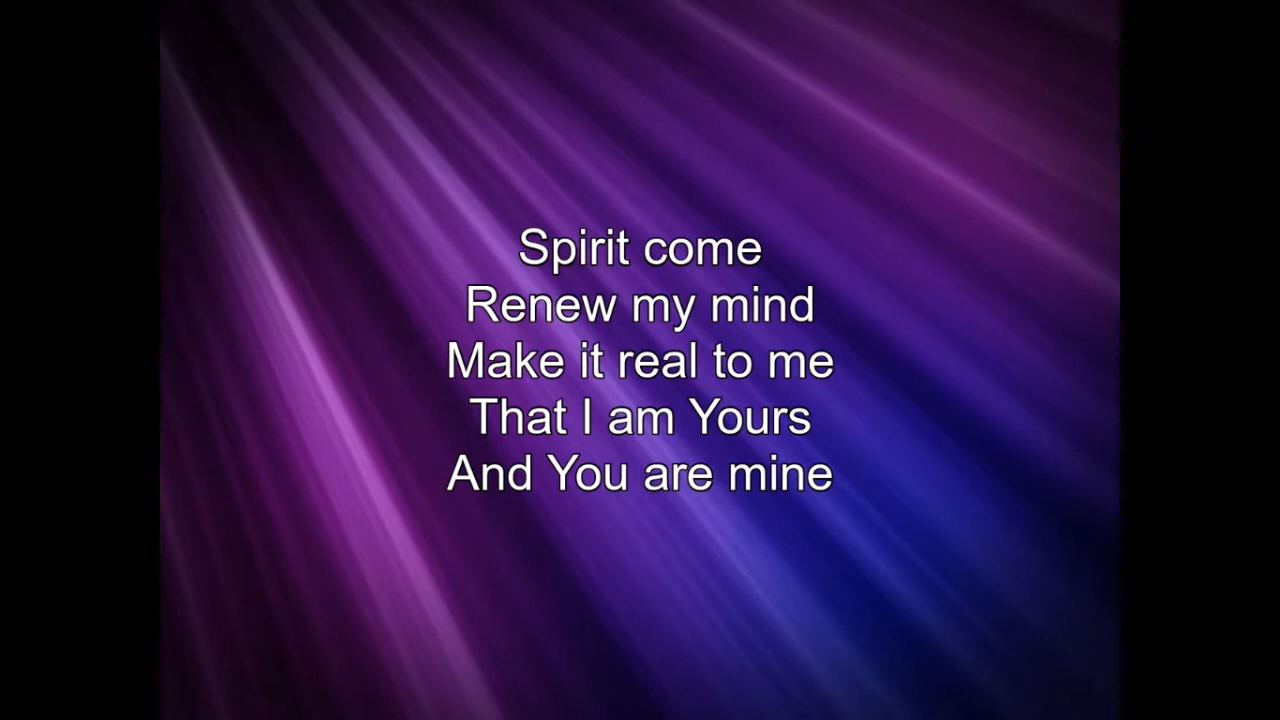 Spirit come
Renew my mind
Make it real to me
That I am Yours
And You are mine